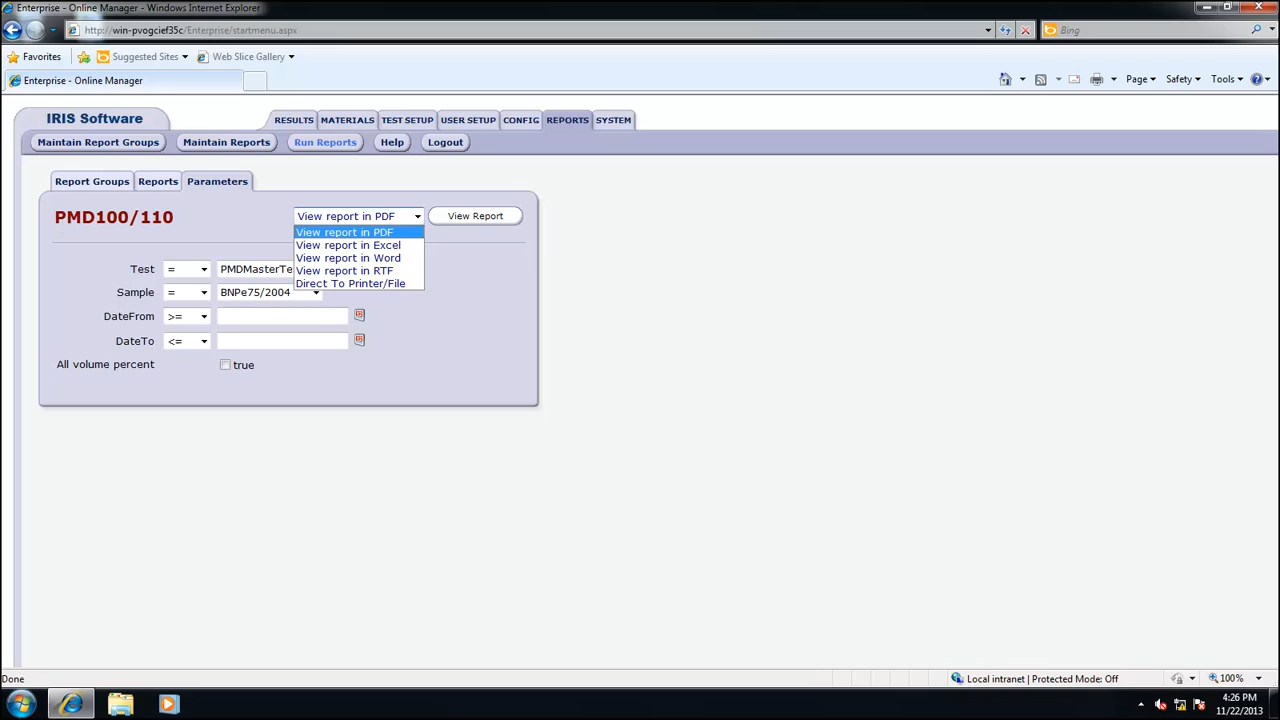 Enterprise - Online Manager - Windows Internet Explorer
http://win-pvogcief35c/Enterprise/startmenu.aspx
Bing
Favorites Suggested Sites Web Slice Gallery
Enterprise - Online Manager
Page Safety Tools
IRIS Software
RESULTS MATERIALS TEST SETUP USER SETUP CONFIG REPORTS SYSTEM
Maintain Report Groups Maintain Reports Run Reports Help Logout
Report Groups Reports Parameters
PMD100/110 View report in PDF View Report
View report in PDF
View report in Excel
View report in Word
View report in RTF
Direct To Printer/File
Test = PMDMasterTe
Sample = BNPe75/2004
DateFrom >=
DateTo <=
All volume percent true
Done Local intranet | Protected Mode: Off 100%
4:26 PM
11/22/2013